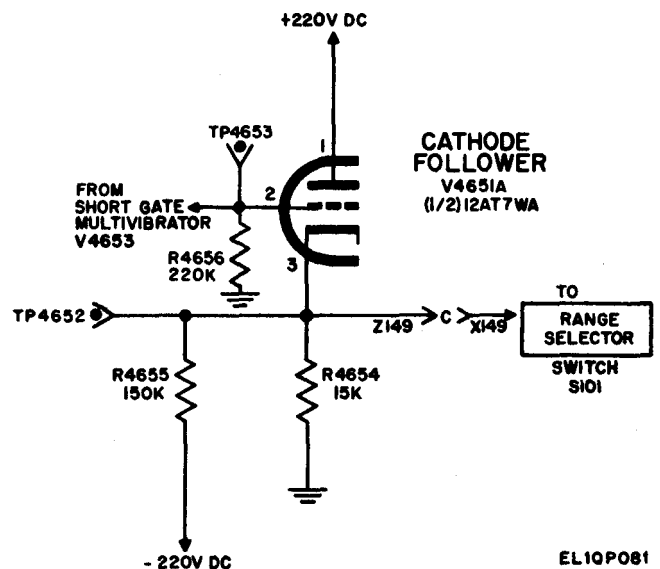 +220V DC
TP4653
1
CATHODE
FOLLOWER
V4651A
(1/2)12AT7WA
FROM
SHORT GATE
MULTIVIBRATOR
V4653
2
R4656
220K
3
TP4652
Z149
C
X149
TO
RANGE
SELECTOR
SWITCH
S101
R4655
150K
R4654
15K
-220V DC
EL1QP081